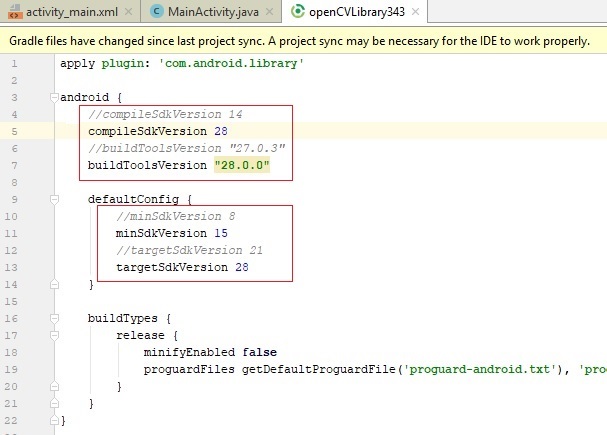 activity_main.xml MainActivity.java openCVLibrary343
Gradle files have changed since last project sync. A project sync may be necessary for the IDE to work properly.
1 apply plugin: 'com.android.library'
2
3 android {
4 //compileSdkVersion 14
5 compileSdkVersion 28
6 //buildToolsVersion "27.0.3"
7 buildToolsVersion "28.0.0"
8
9 defaultConfig {
10 //minSdkVersion 8
11 minSdkVersion 15
12 //targetSdkVersion 21
13 targetSdkVersion 28
14 }
15
16 buildTypes {
17 release {
18 minifyEnabled false
19 proguardFiles getDefaultProguardFile('proguard-android.txt'), 'pro
20 }
21 }
22 }